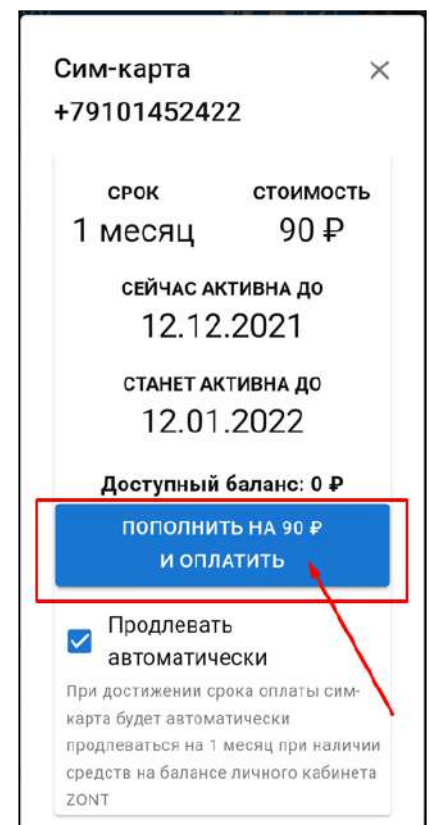 Сим-карта
+79101452422
СРОК СТОИМОСТЬ
1 месяц 90 ₽
СЕЙЧАС АКТИВНА ДО
12.12.2021
СТАНЕТ АКТИВНА ДО
12.01.2022
Доступный баланс: 0 ₽
ПОПОЛНИТЬ НА 90 ₽
И ОПЛАТИТЬ
Продлевать
автоматически
При достижении срока оплаты сим-
карта будет автоматически
продлеваться на 1 месяц при наличии
средств на балансе личного кабинета
ZONT